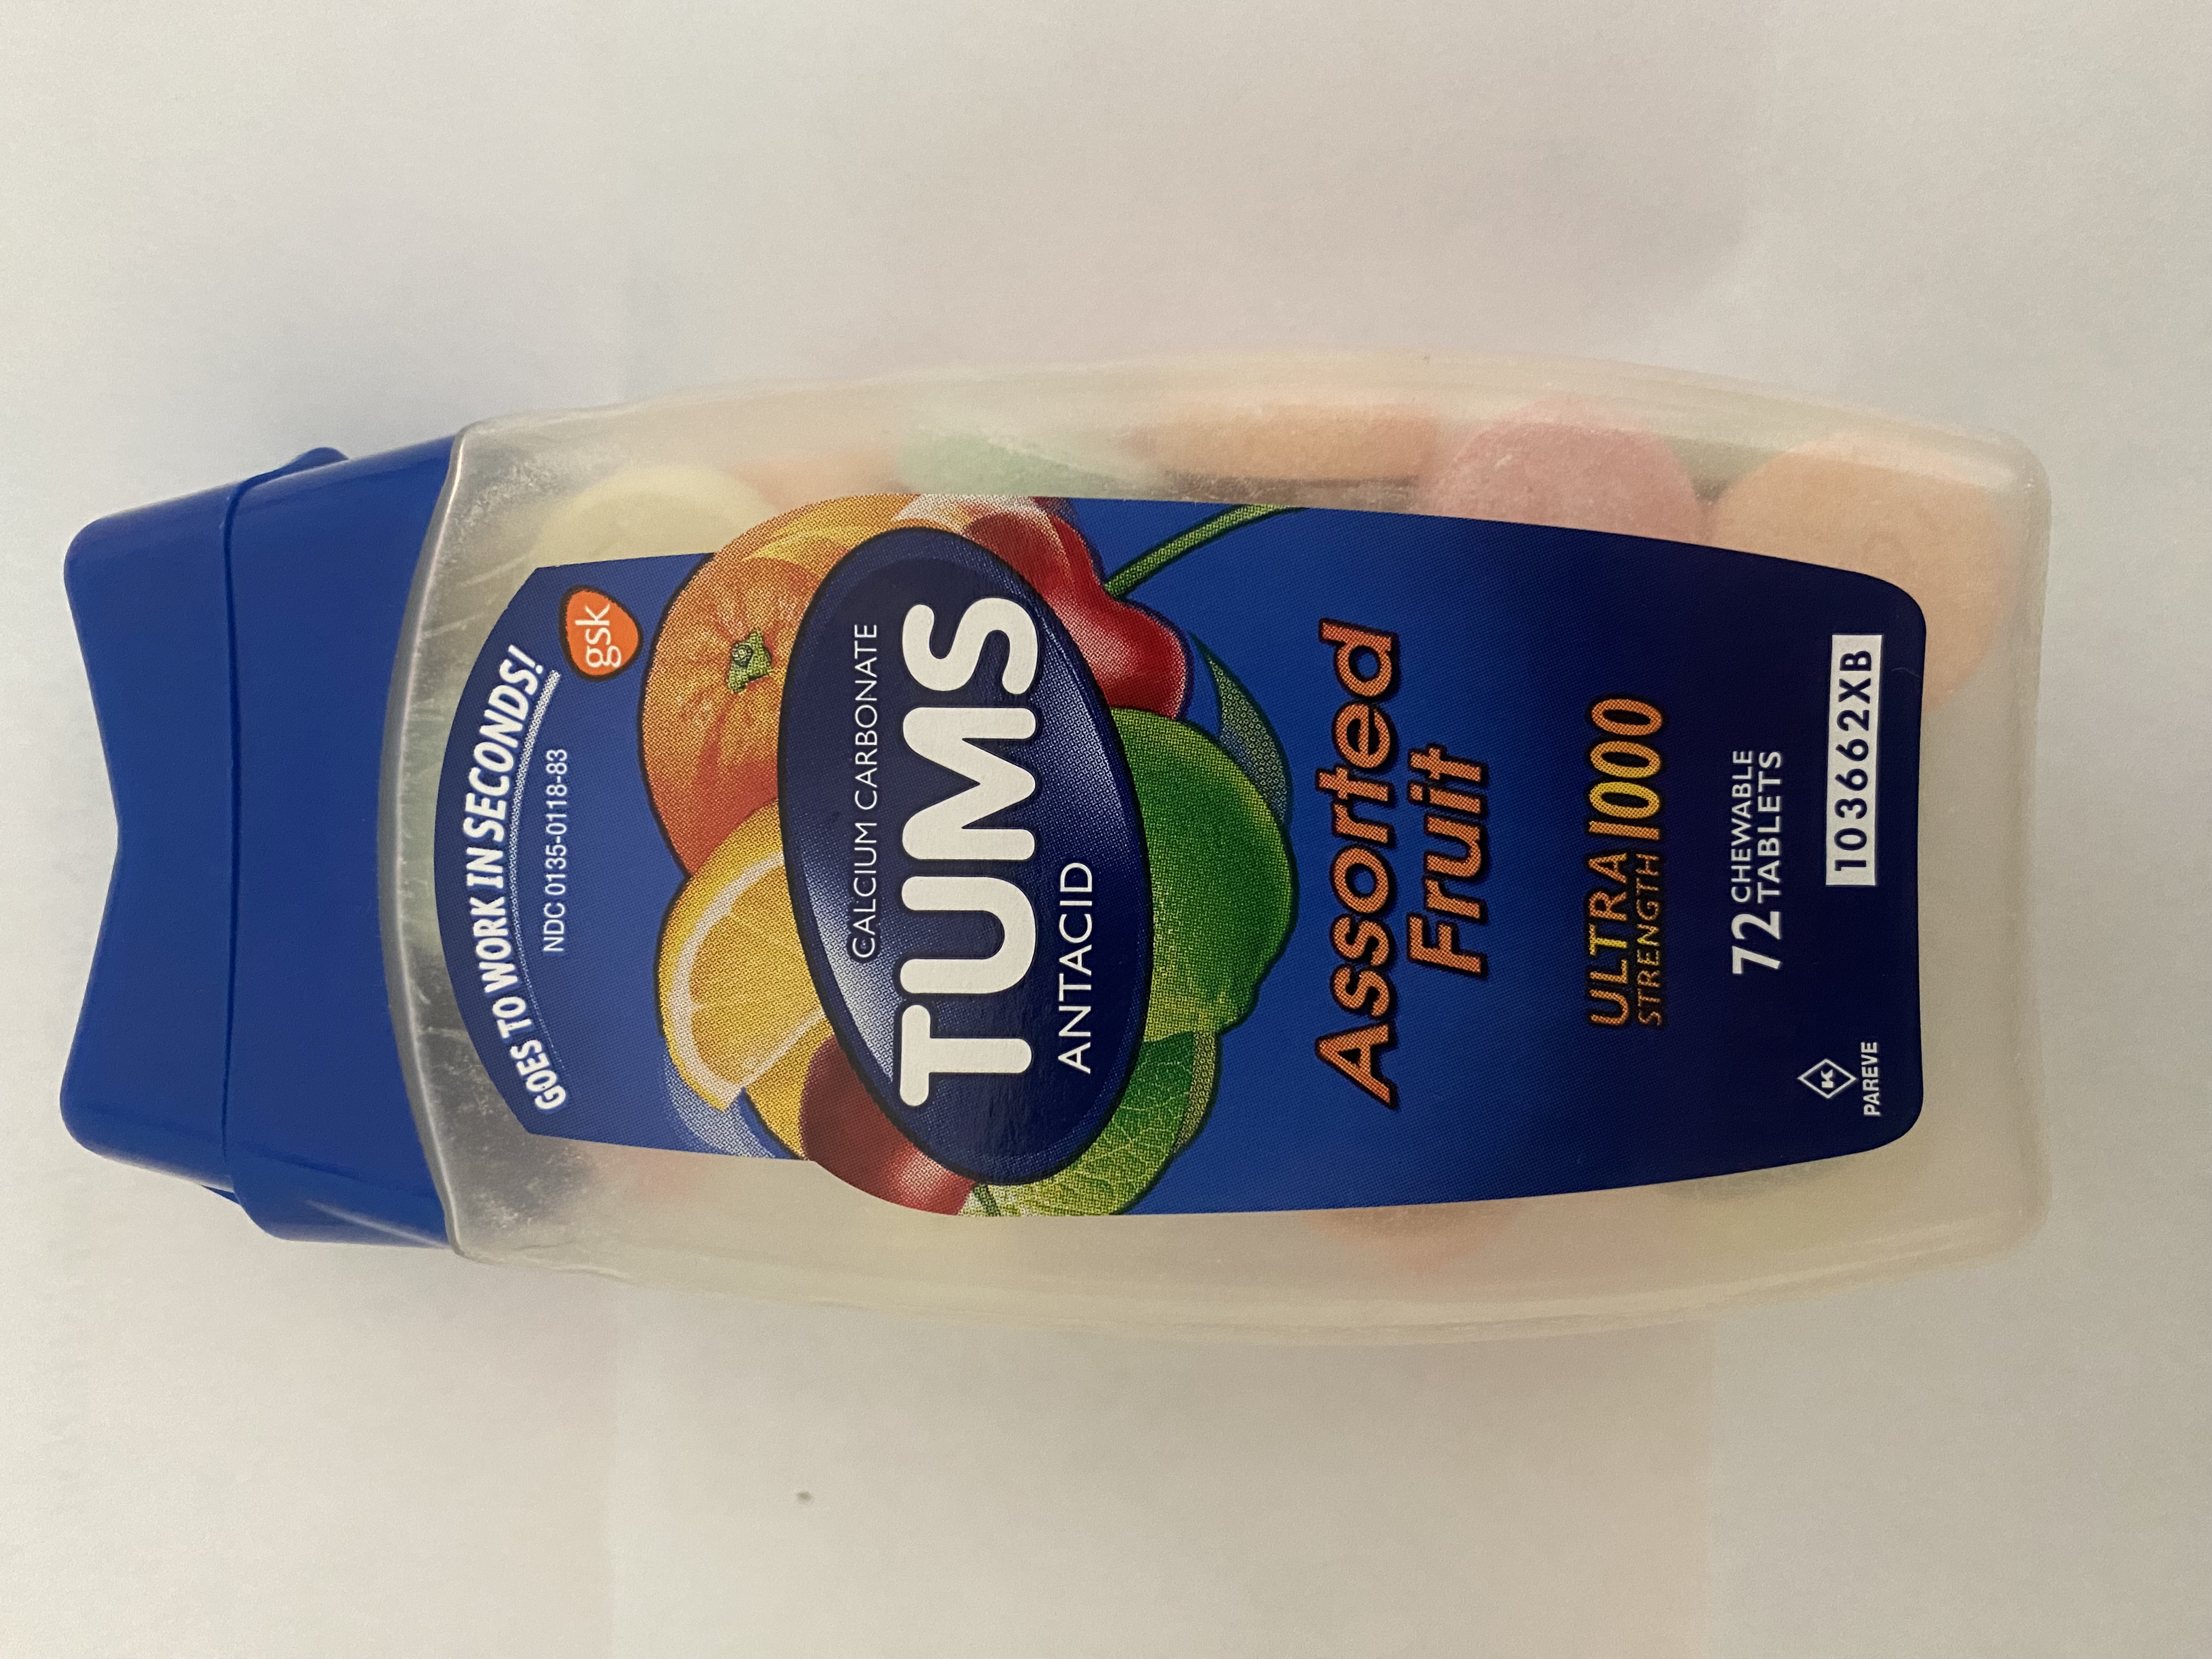 GOES TO WORK IN SECONDS!
NDC 0135-0118-83
gsk
CALCIUM CARBONATE
TUMS
ANTACID
Assorted
Fruit
ULTRA
STRENGTH 1000
72 CHEWABLE
TABLETS
K
PAREVE
103662XB